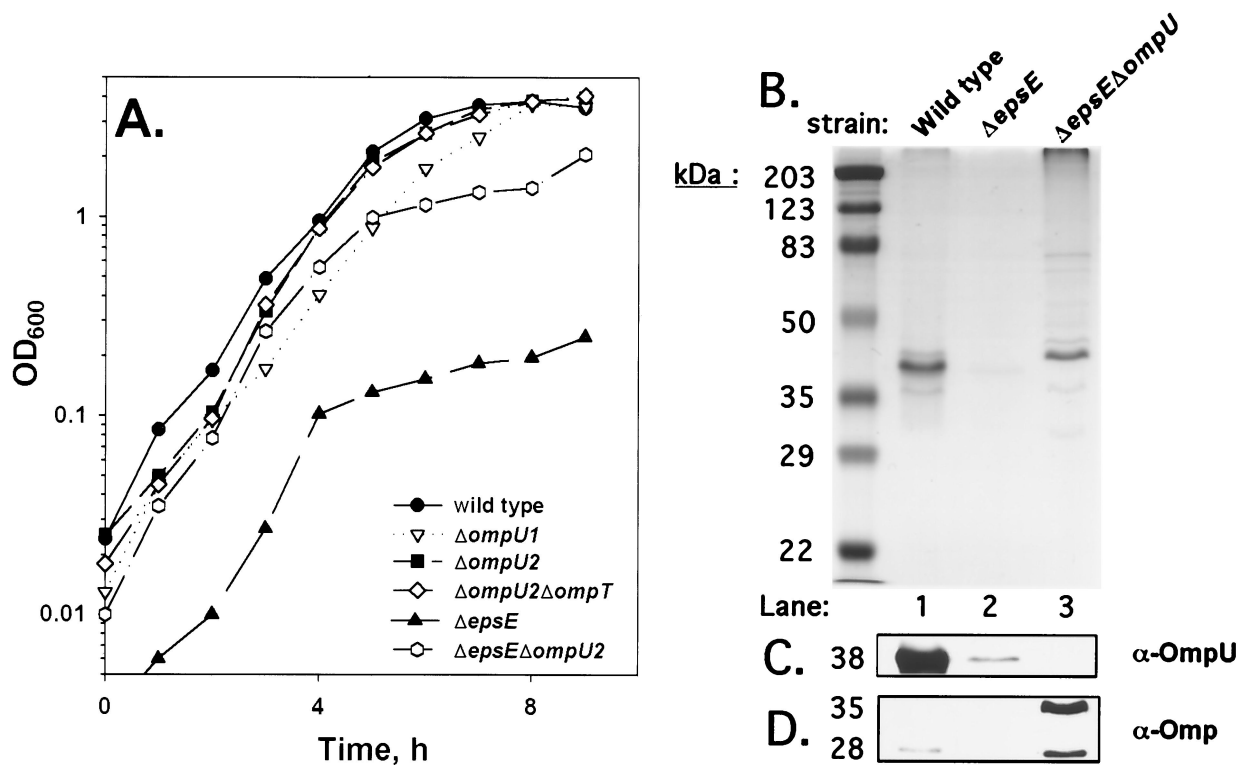 A.
OD600
1
0.1
0.01
0 4 8
Time, h
wild type
ΔompU1
ΔompU2
ΔompU2ΔompT
ΔepsE
ΔepsEΔompU2
B.
strain: Wild type ΔepsE ΔepsEΔompU
kDa :
203
123
83
50
35
29
22
Lane: 1 2 3
C. 38 α-OmpU
D. 35 α-Omp
28